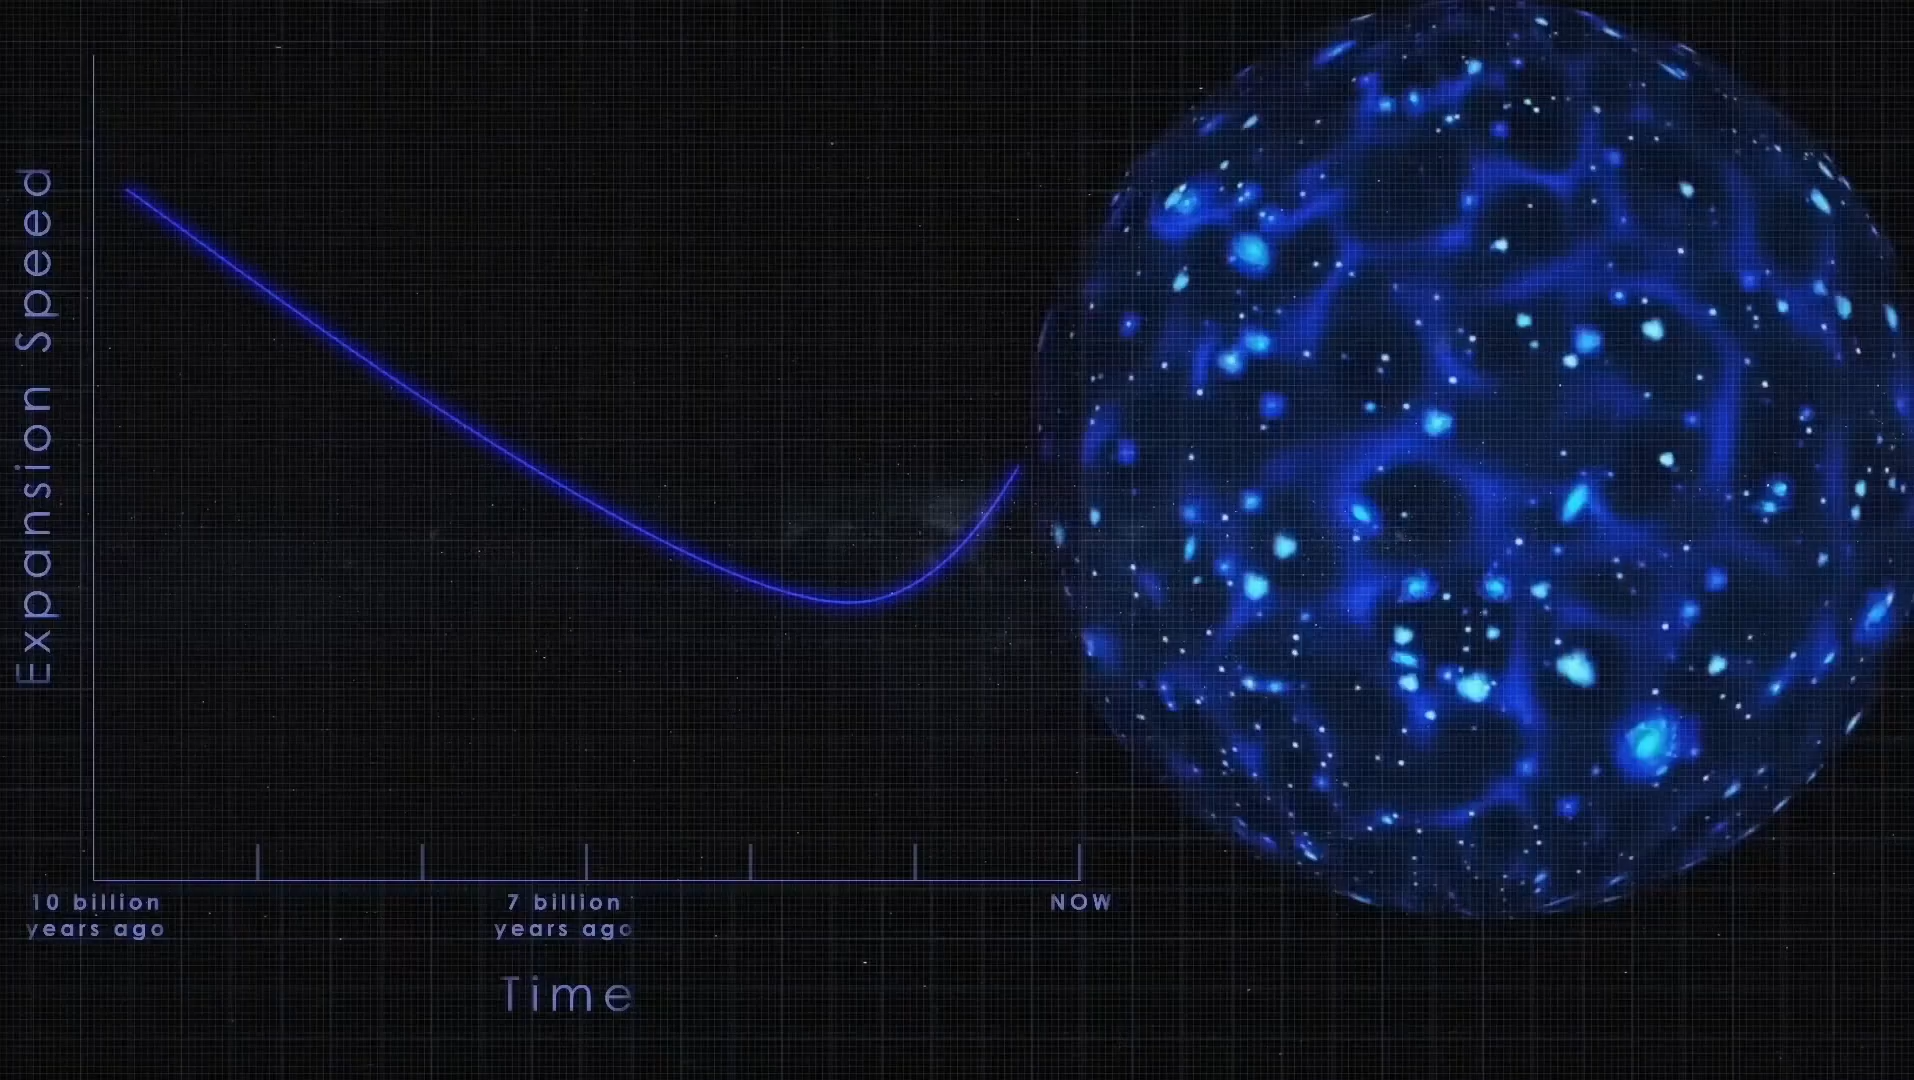 Expansion Speed
10 billion
years ago
7 billion
years ago
NOW
Time